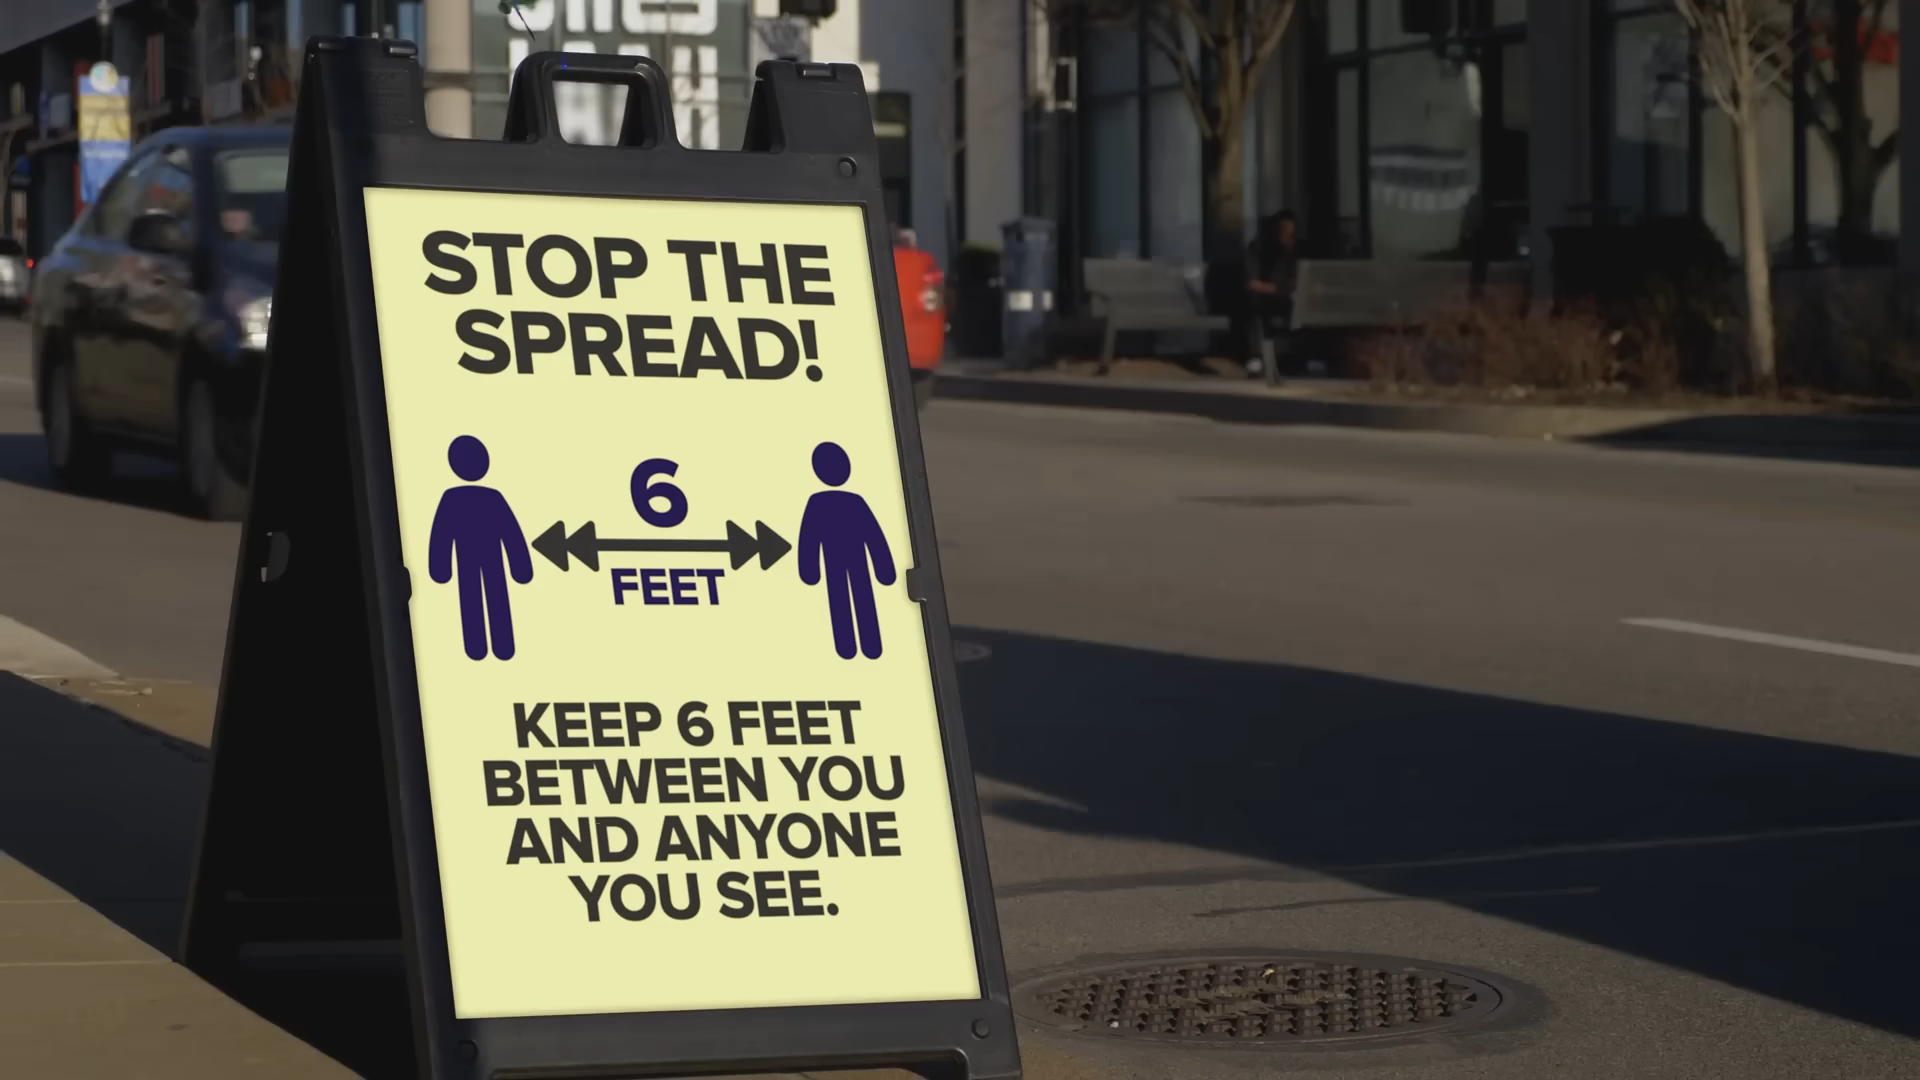 STOP THE
SPREAD!
6
FEET
KEEP 6 FEET
BETWEEN YOU
AND ANYONE
YOU SEE.